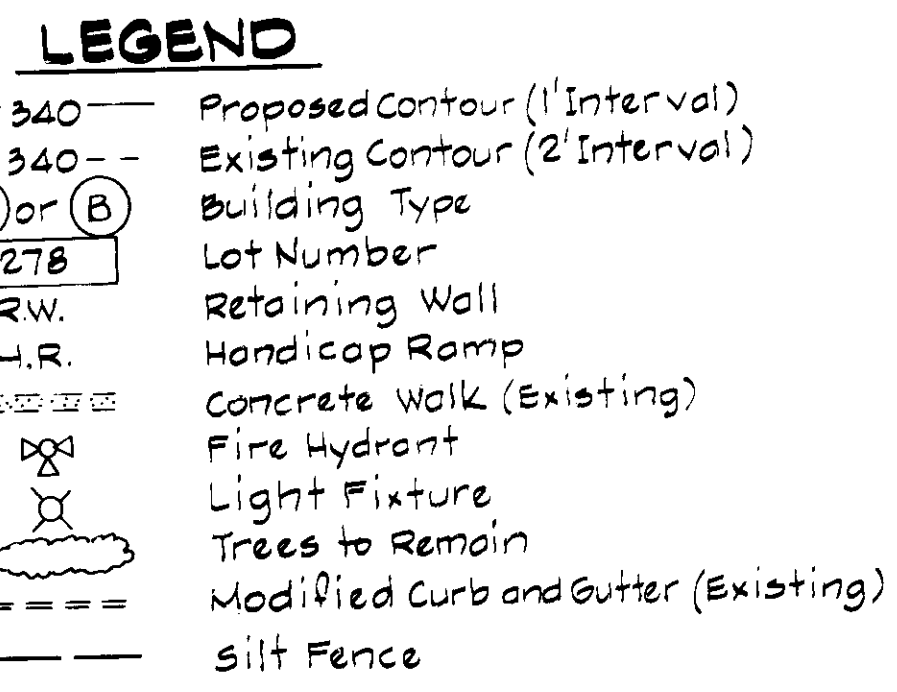 LEGEND
340 Proposed Contour (1' Interval)
340 Existing Contour (2' Interval)
or B Building Type
278 Lot Number
R.W. Retaining Wall
H.R. Handicap Ramp
Concrete Walk (Existing)
Fire Hydrant
Light Fixture
Trees to Remain
Modified Curb and Gutter (Existing)
Silt Fence